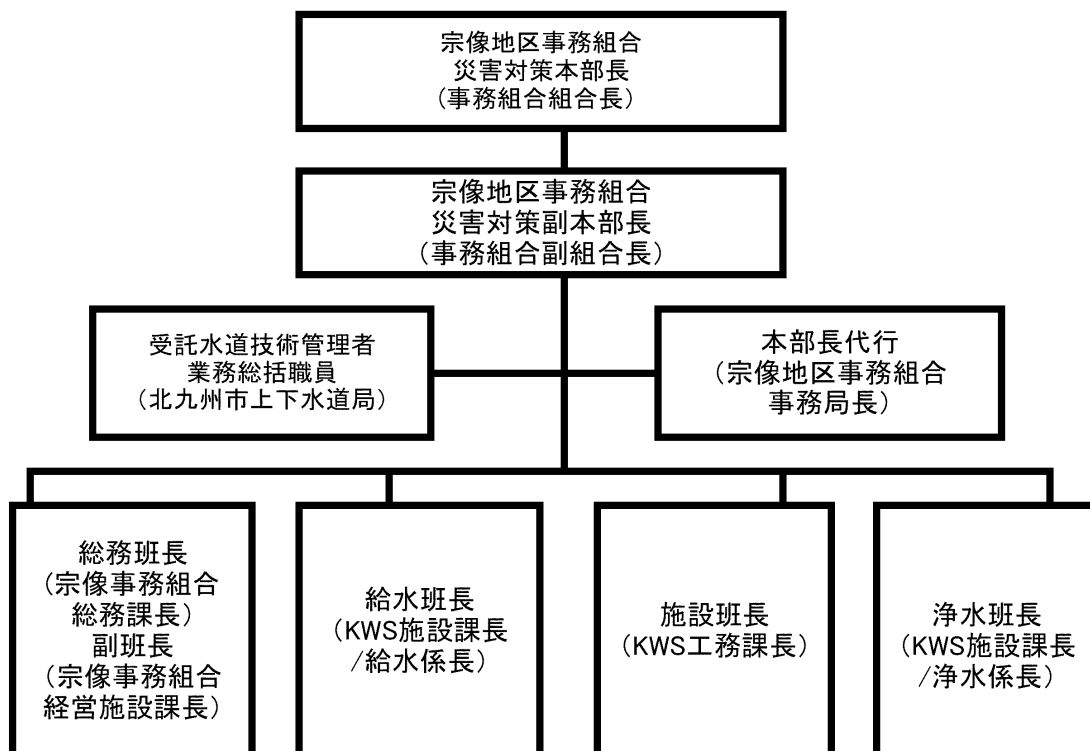 宗像地区事務組合
災害対策本部長
（事務組合組合長）
宗像地区事務組合
災害対策副本部長
（事務組合副組合長）
受託水道技術管理者
業務総括職員
（北九州市上下水道局）
本部長代行
（宗像地区事務組合
事務局長）
総務班長
（宗像事務組合
総務課長）
副班長
（宗像事務組合
経営施設課長）
給水班長
（KWS施設課長
/給水係長）
施設班長
（KWS工務課長）
浄水班長
（KWS施設課長
/浄水係長）